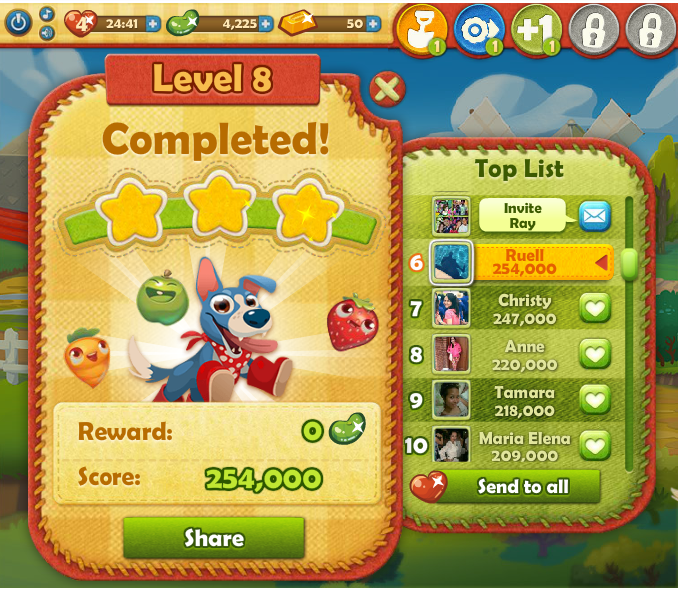 4
24:41
4,225
50
1
1
+1
1
Level 8
Completed!
Reward:
0
Score:
254,000
Share
Top List
Invite
Ray
6
Ruell
254,000
7
Christy
247,000
8
Anne
220,000
9
Tamara
218,000
10
Maria Elena
209,000
Send to all